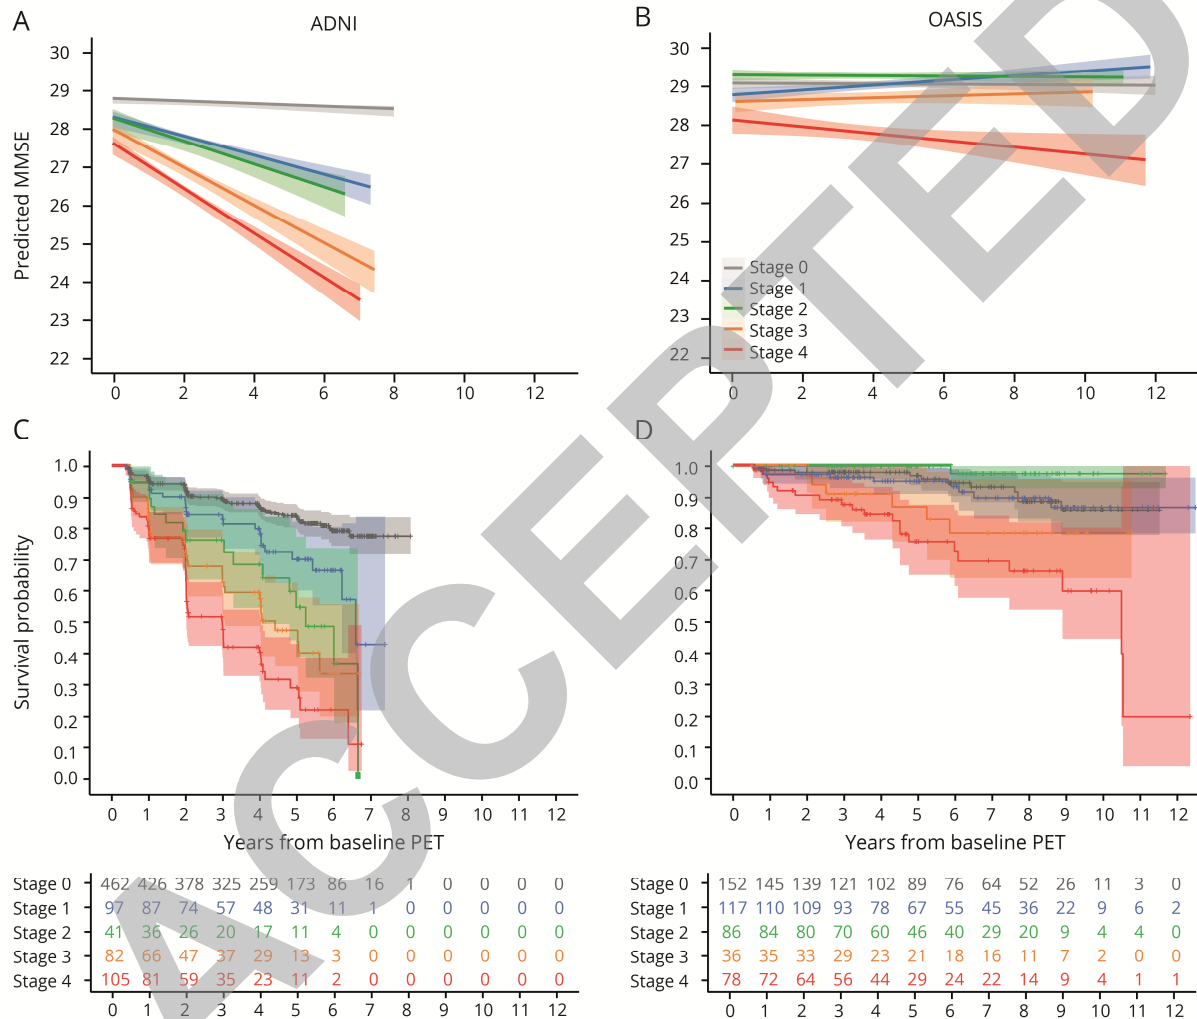 A
ADNI
B
OASIS
Predicted MMSE
30
29
28
27
26
25
24
23
22
0 2 4 6 8 10 12
30
29
28
27
26
25
24
23
22
Stage 0
Stage 1
Stage 2
Stage 3
Stage 4
0 2 4 6 8 10 12
C
D
Survival probability
1.0
0.9
0.8
0.7
0.6
0.5
0.4
0.3
0.2
0.1
0.0
0 1 2 3 4 5 6 7 8 9 10 11 12
Years from baseline PET
1.0
0.9
0.8
0.7
0.6
0.5
0.4
0.3
0.2
0.1
0.0
0 1 2 3 4 5 6 7 8 9 10 11 12
Years from baseline PET
Stage 0 462 426 378 325 259 173 86 16 1 0 0 0 0
Stage 1 97 87 74 57 48 31 11 1 0 0 0 0 0
Stage 2 41 36 26 20 17 11 4 0 0 0 0 0 0
Stage 3 82 66 47 37 29 13 3 0 0 0 0 0 0
Stage 4 105 81 59 35 23 11 2 0 0 0 0 0 0
0 1 2 3 4 5 6 7 8 9 10 11 12
Stage 0 152 145 139 121 102 89 76 64 52 26 11 3 0
Stage 1 117 110 109 93 78 67 55 45 36 22 9 6 2
Stage 2 86 84 80 70 60 46 40 29 20 9 4 4 0
Stage 3 36 35 33 29 23 21 18 16 11 7 2 0 0
Stage 4 78 72 64 56 44 29 24 22 14 9 4 1 1
0 1 2 3 4 5 6 7 8 9 10 11 12
ACCEPTED